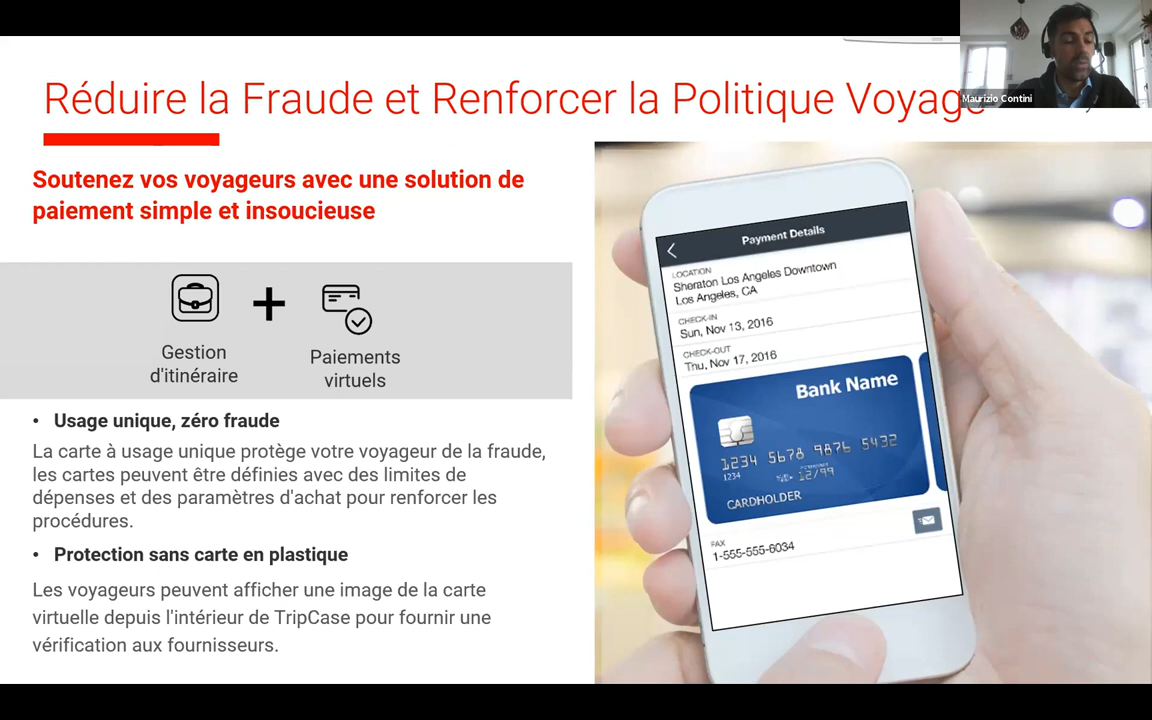 Réduire la Fraude et Renforcer la Politique Voyage
Maurizio Contini
Soutenez vos voyageurs avec une solution de
paiement simple et insoucieuse
Gestion
d'itinéraire
+
Paiements
virtuels
• Usage unique, zéro fraude
La carte à usage unique protège votre voyageur de la fraude,
les cartes peuvent être définies avec des limites de
dépenses et des paramètres d'achat pour renforcer les
procédures.
• Protection sans carte en plastique
Les voyageurs peuvent afficher une image de la carte
virtuelle depuis l'intérieur de TripCase pour fournir une
vérification aux fournisseurs.
Payment Details
LOCATION
Sheraton Los Angeles Downtown
Los Angeles, CA
CHECK-IN
Sun, Nov 13, 2016
CHECK-OUT
Thu, Nov 17, 2016
Bank Name
1234 5678 9876 5432
1234
12/99
CARDHOLDER
FAX
1-555-555-6034